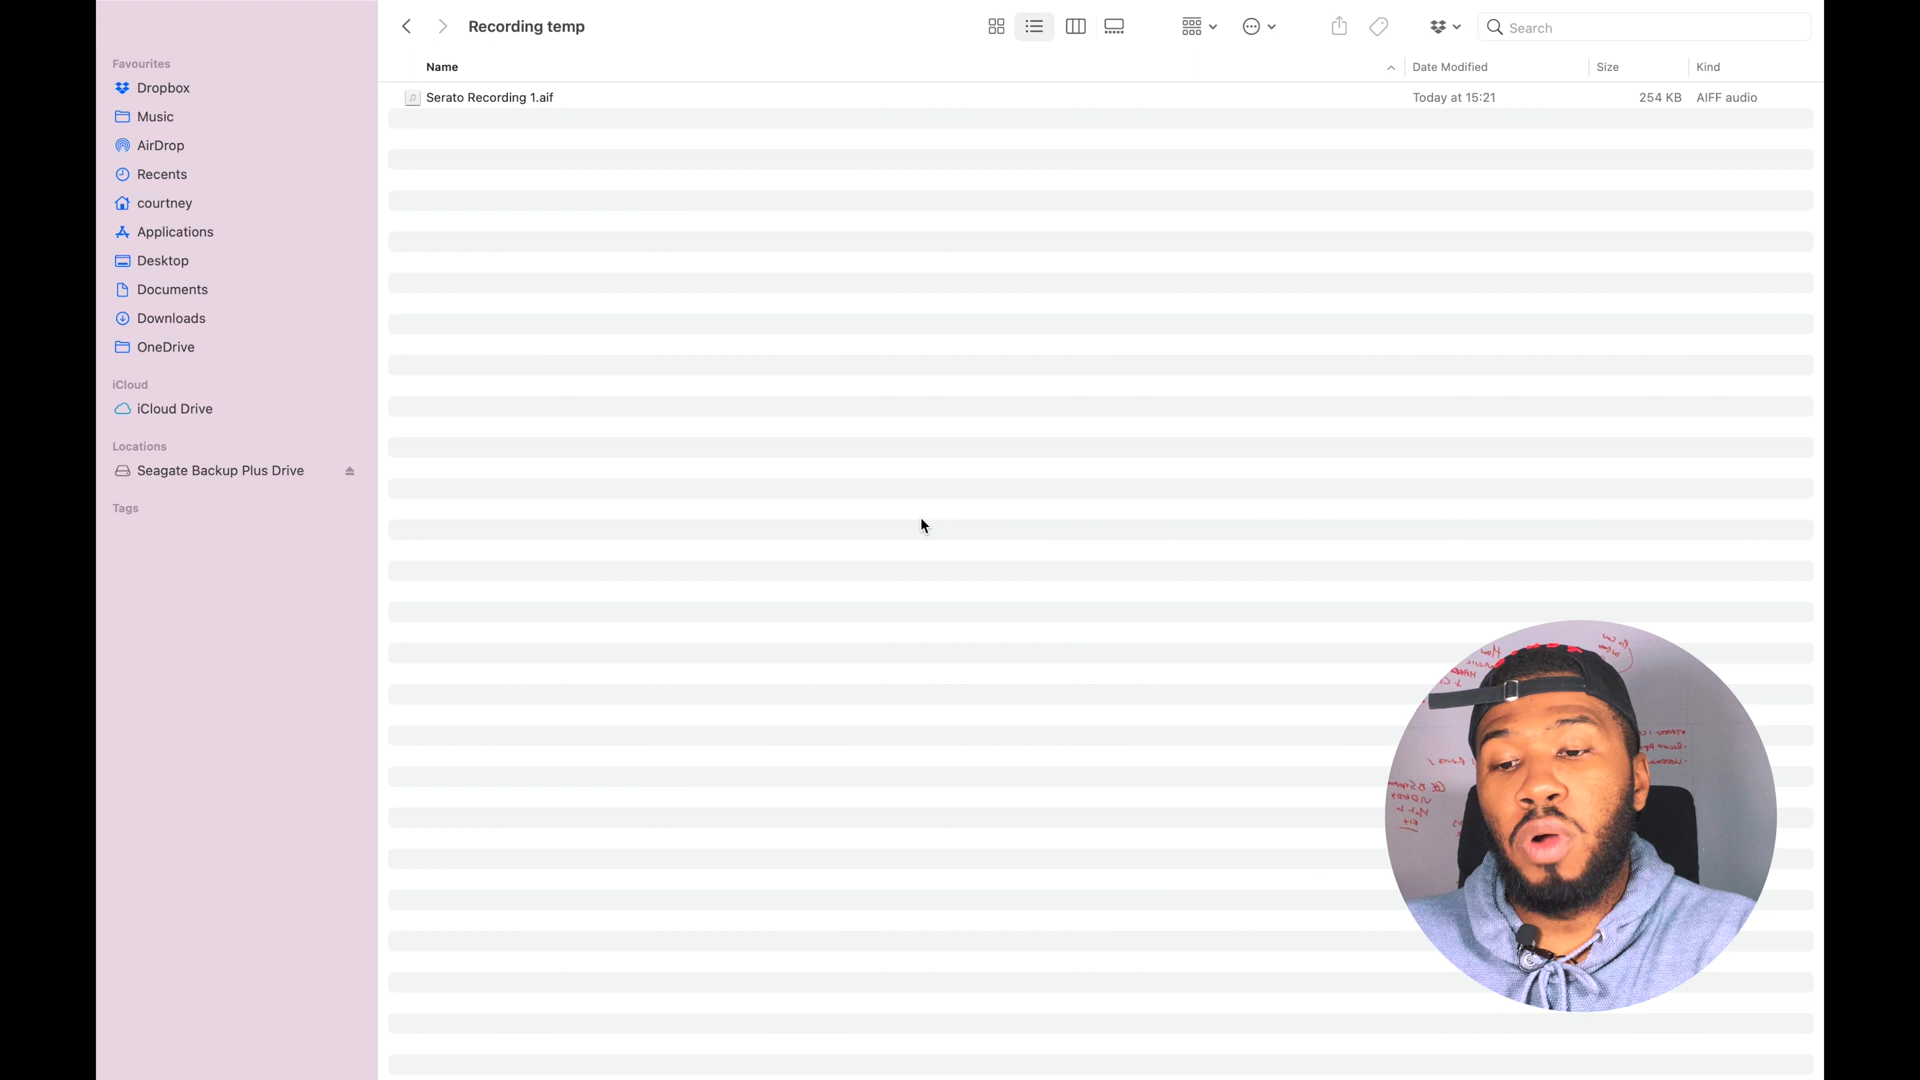 Recording temp
Search
Name
Date Modified
Size
Kind
Serato Recording 1.aif
Today at 15:21
254 KB
AIFF audio
Favourites
Dropbox
Music
AirDrop
Recents
courtney
Applications
Desktop
Documents
Downloads
OneDrive
iCloud
iCloud Drive
Locations
Seagate Backup Plus Drive
Tags